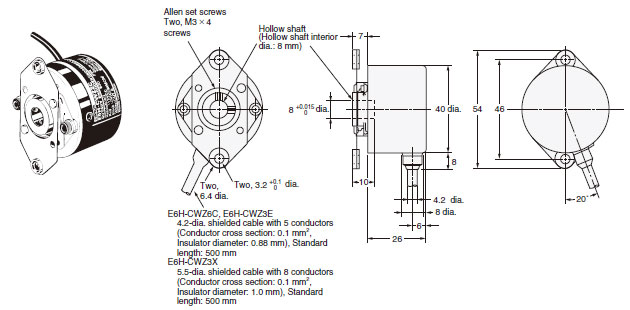 Allen set screws
Two, M3 × 4
screws
Hollow shaft
(Hollow shaft interior
dia.: 8 mm)
7
8 +0.015 0 dia.
40 dia.
54
46
8
10
4.2 dia.
8 dia.
6
26
20°
Two,
6.4 dia.
Two, 3.2 +0.1 0 dia.
E6H-CWZ6C, E6H-CWZ3E
4.2-dia. shielded cable with 5 conductors
(Conductor cross section: 0.1 mm²,
Insulator diameter: 0.88 mm), Standard
length: 500 mm
E6H-CWZ3X
5.5-dia. shielded cable with 8 conductors
(Conductor cross section: 0.1 mm²,
Insulator diameter: 1.0 mm), Standard
length: 500 mm